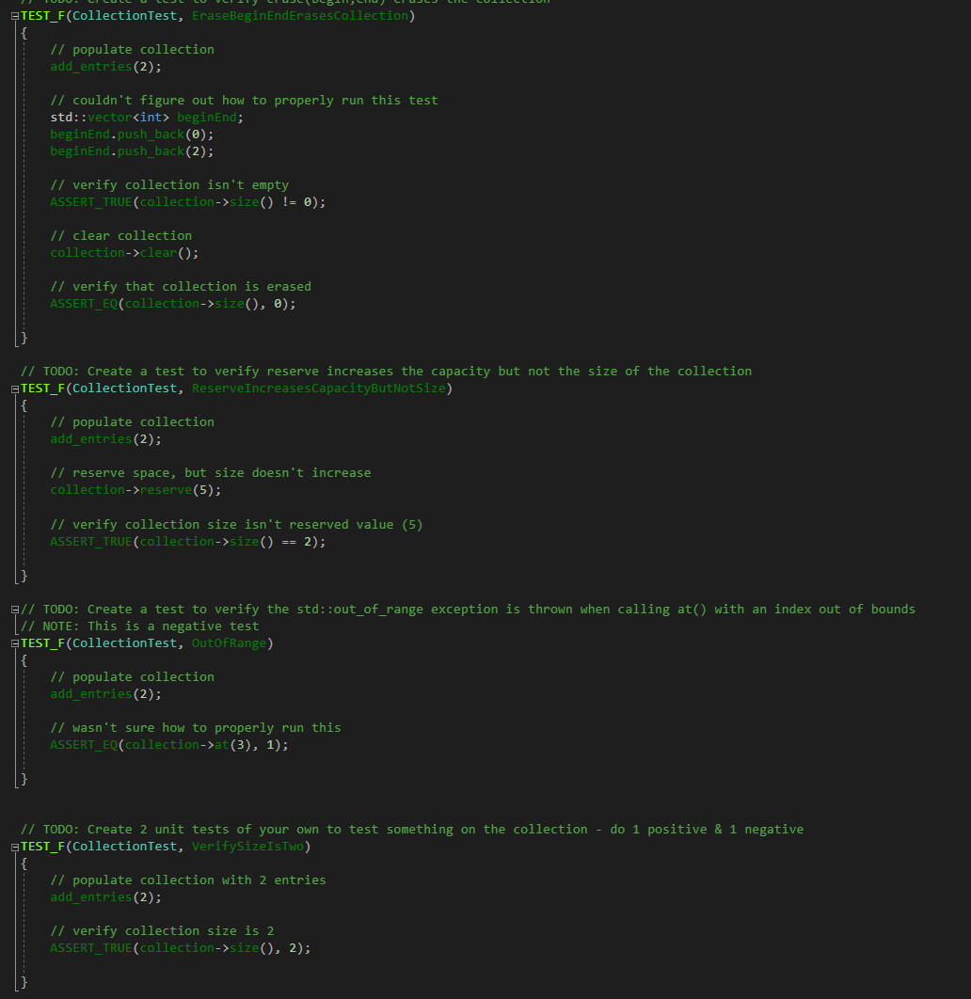 // TODO: Create a test to verify erase(begin,end) erases the collection
TEST_F(CollectionTest, EraseBeginEndErasesCollection)
{
// populate collection
add_entries(2);
// couldn't figure out how to properly run this test
std::vector<int> beginEnd;
beginEnd.push_back(0);
beginEnd.push_back(2);
// verify collection isn't empty
ASSERT_TRUE(collection->size() != 0);
// clear collection
collection->clear();
// verify that collection is erased
ASSERT_EQ(collection->size(), 0);
}
// TODO: Create a test to verify reserve increases the capacity but not the size of the collection
TEST_F(CollectionTest, ReserveIncreasesCapacityButNotSize)
{
// populate collection
add_entries(2);
// reserve space, but size doesn't increase
collection->reserve(5);
// verify collection size isn't reserved value (5)
ASSERT_TRUE(collection->size() == 2);
}
// TODO: Create a test to verify the std::out_of_range exception is thrown when calling at() with an index out of bounds
// NOTE: This is a negative test
TEST_F(CollectionTest, OutOfRange)
{
// populate collection
add_entries(2);
// wasn't sure how to properly run this
ASSERT_EQ(collection->at(3), 1);
}
// TODO: Create 2 unit tests of your own to test something on the collection - do 1 positive & 1 negative
TEST_F(CollectionTest, VerifySizeIsTwo)
{
// populate collection with 2 entries
add_entries(2);
// verify collection size is 2
ASSERT_TRUE(collection->size(), 2);
}